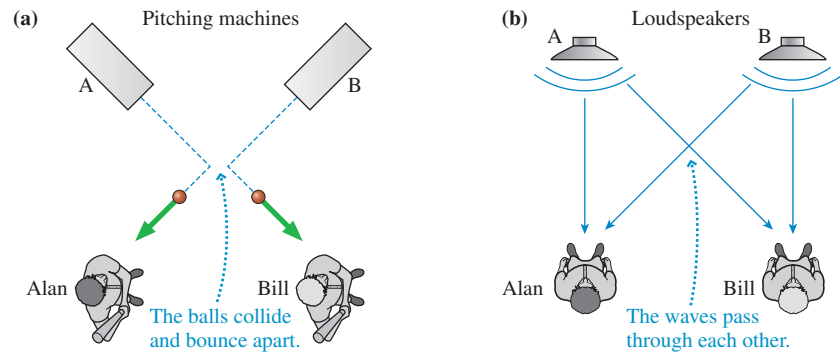 (a) Pitching machines
A
B
Alan
Bill
The balls collide
and bounce apart.
(b) Loudspeakers
A
B
Alan
Bill
The waves pass
through each other.